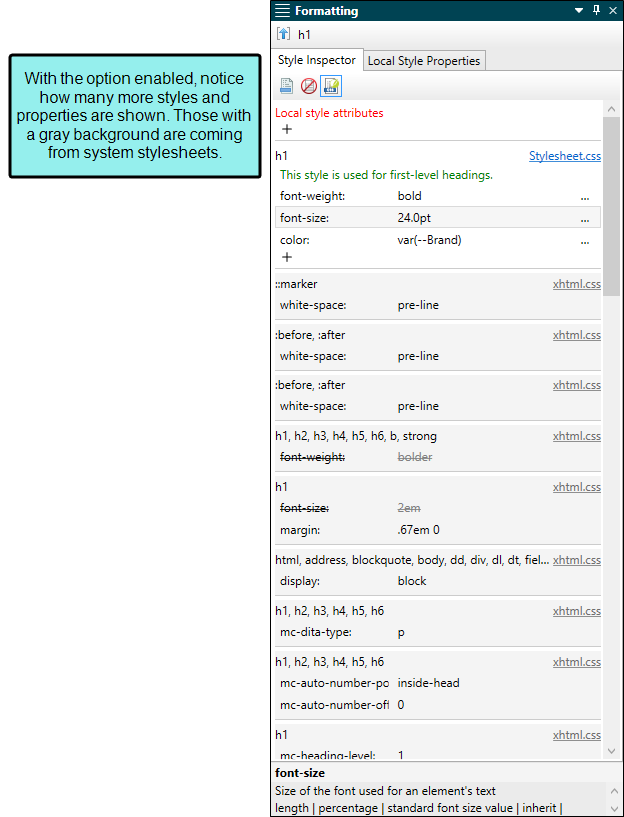 Formatting
h1
With the option enabled, notice
how many more styles and
properties are shown. Those with
a gray background are coming
from system stylesheets.
Style Inspector Local Style Properties
Local style attributes
+
h1 Stylesheet.css
This style is used for first-level headings.
font-weight: bold ...
font-size: 24.0pt ...
color: var(--Brand) ...
+
::marker xhtml.css
white-space: pre-line
:before, :after xhtml.css
white-space: pre-line
:before, :after xhtml.css
white-space: pre-line
h1, h2, h3, h4, h5, h6, b, strong xhtml.css
font-weight: bolder
h1 xhtml.css
font-size: 2em
margin: .67em 0
html, address, blockquote, body, dd, div, dl, dt, fiel... xhtml.css
display: block
h1, h2, h3, h4, h5, h6 xhtml.css
mc-dita-type: p
h1, h2, h3, h4, h5, h6 xhtml.css
mc-auto-number-po inside-head
mc-auto-number-off 0
h1 xhtml.css
mc-heading-level: 1
font-size
Size of the font used for an element's text
length | percentage | standard font size value | inherit |